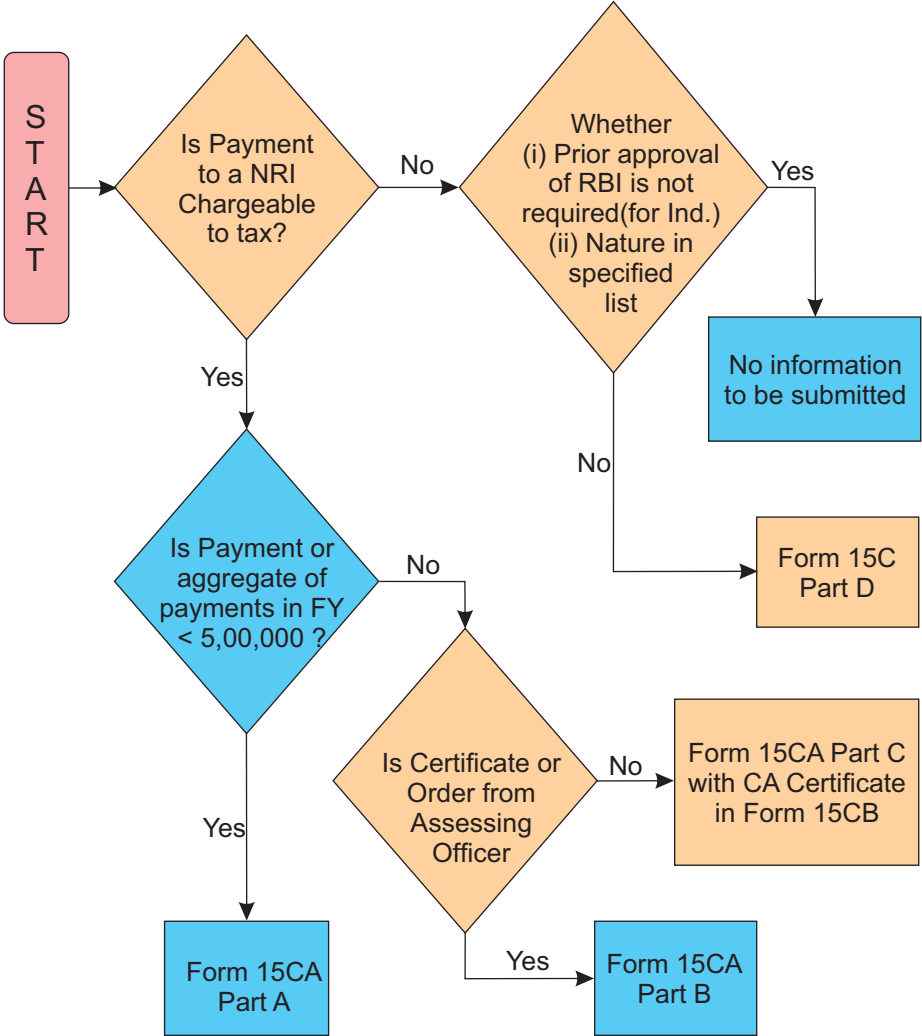 S
T
A
R
T
Is Payment
to a NRI
Chargeable
to tax?
No
Whether
(i) Prior approval
of RBI is not
required(for Ind.)
(ii) Nature in
specified
list
Yes
No information
to be submitted
Yes
No
Form 15C
Part D
Is Payment or
aggregate of
payments in FY
< 5,00,000 ?
No
Is Certificate or
Order from
Assessing
Officer
No
Form 15CA Part C
with CA Certificate
in Form 15CB
Yes
Form 15CA
Part A
Yes
Form 15CA
Part B